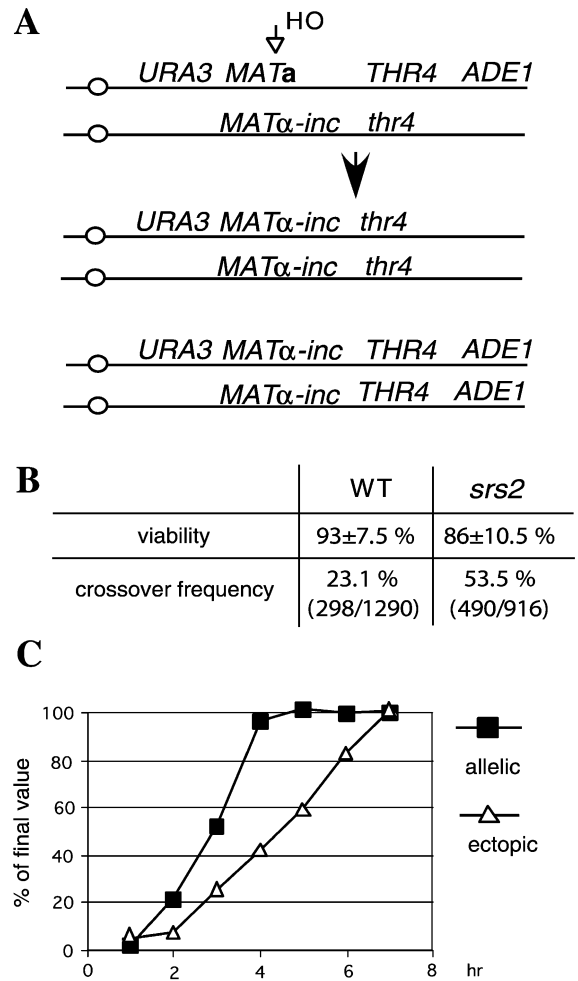 A
HO
URA3 MATa THR4 ADE1
MATα-inc thr4
URA3 MATα-inc thr4
MATα-inc thr4
URA3 MATα-inc THR4 ADE1
MATα-inc THR4 ADE1
B
WT srs2
viability 93±7.5 % 86±10.5 %
crossover frequency 23.1 % 53.5 %
(298/1290) (490/916)
C
100
80
60
40
20
0
% of final value
0 2 4 6 8 hr
allelic
ectopic